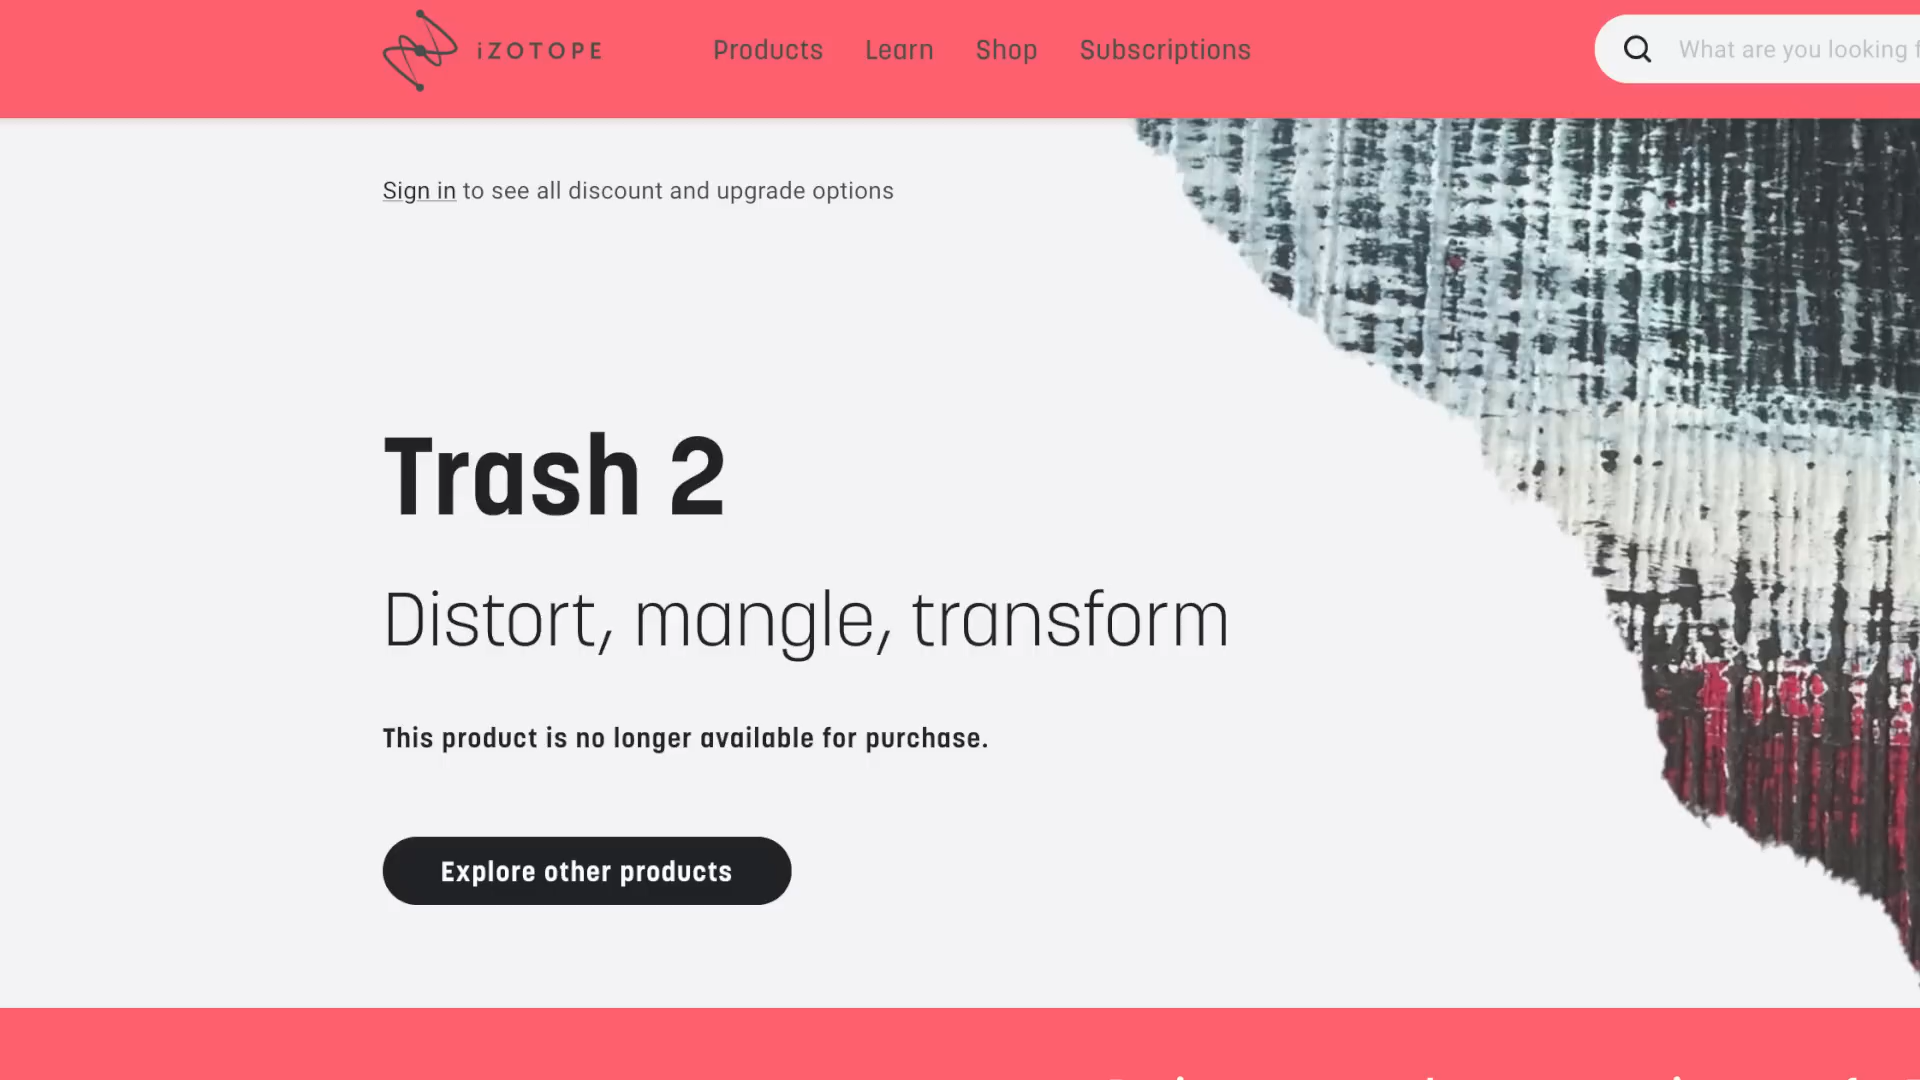 iZOTOPE
Products Learn Shop Subscriptions
What are you looking
Sign in to see all discount and upgrade options
Trash 2
Distort, mangle, transform
This product is no longer available for purchase.
Explore other products